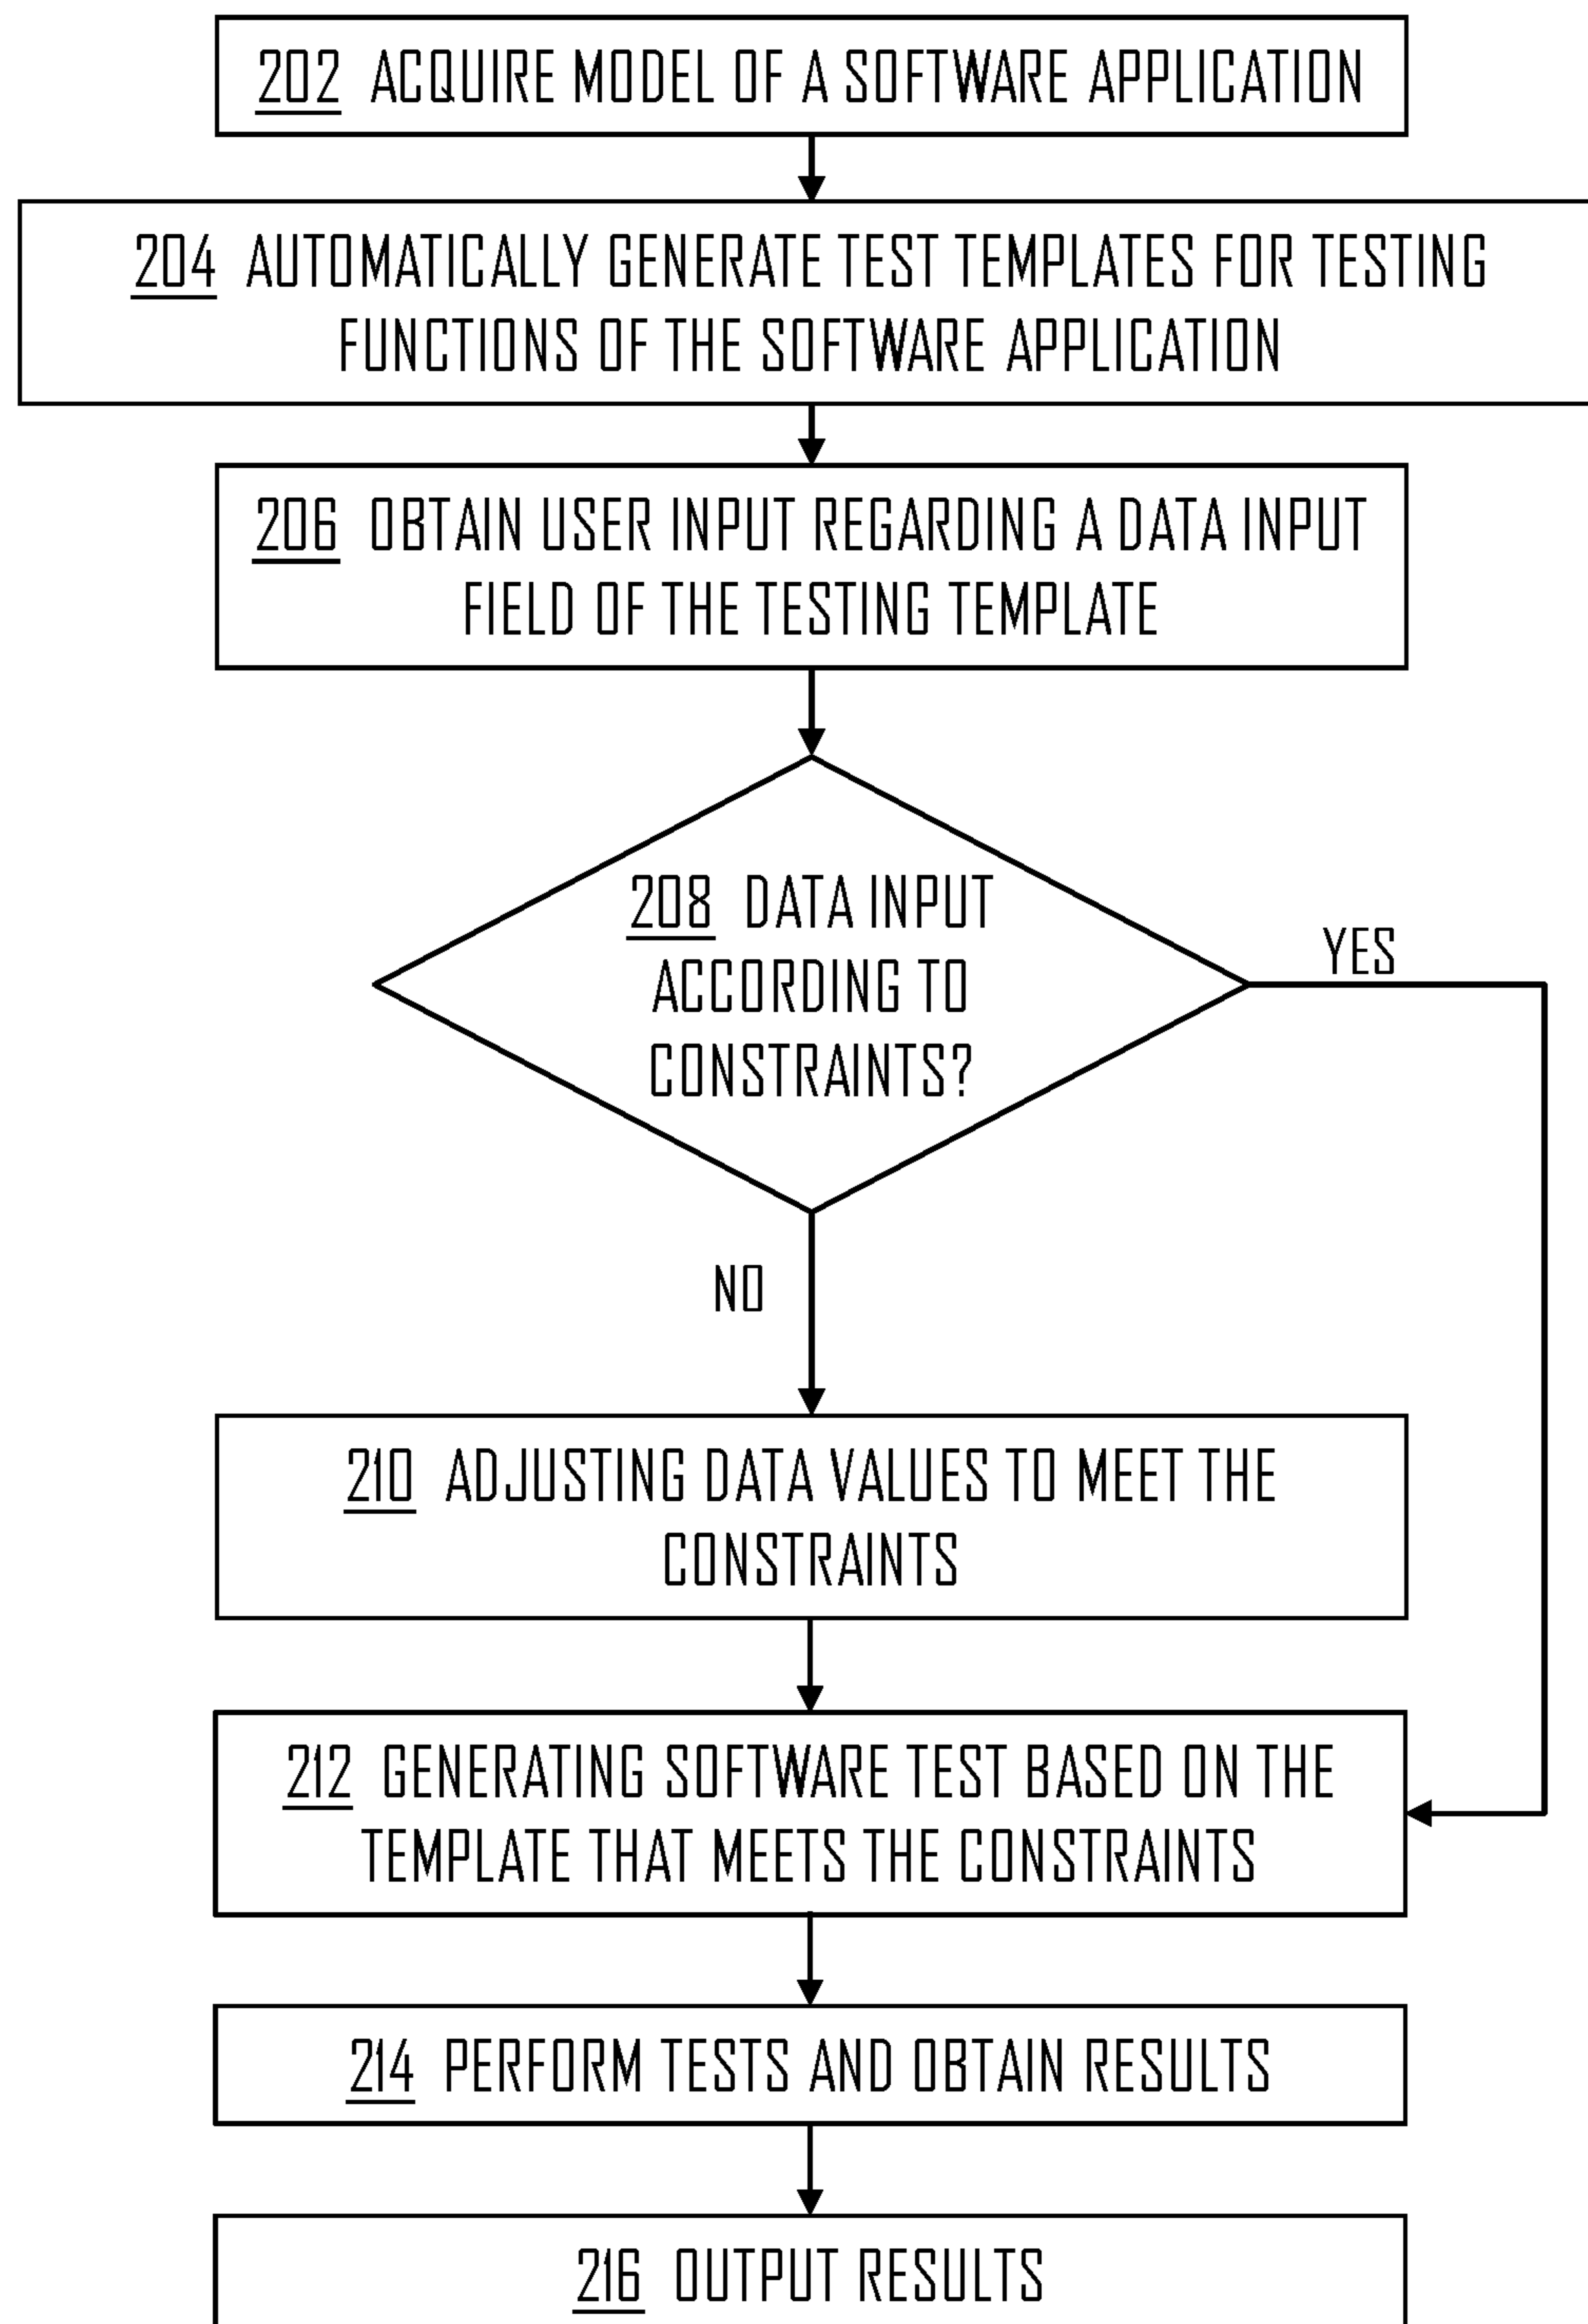 202 ACQUIRE MODEL OF A SOFTWARE APPLICATION
204 AUTOMATICALLY GENERATE TEST TEMPLATES FOR TESTING
FUNCTIONS OF THE SOFTWARE APPLICATION
206 OBTAIN USER INPUT REGARDING A DATA INPUT
FIELD OF THE TESTING TEMPLATE
208 DATA INPUT
ACCORDING TO
CONSTRAINTS?
YES
NO
210 ADJUSTING DATA VALUES TO MEET THE
CONSTRAINTS
212 GENERATING SOFTWARE TEST BASED ON THE
TEMPLATE THAT MEETS THE CONSTRAINTS
214 PERFORM TESTS AND OBTAIN RESULTS
216 OUTPUT RESULTS